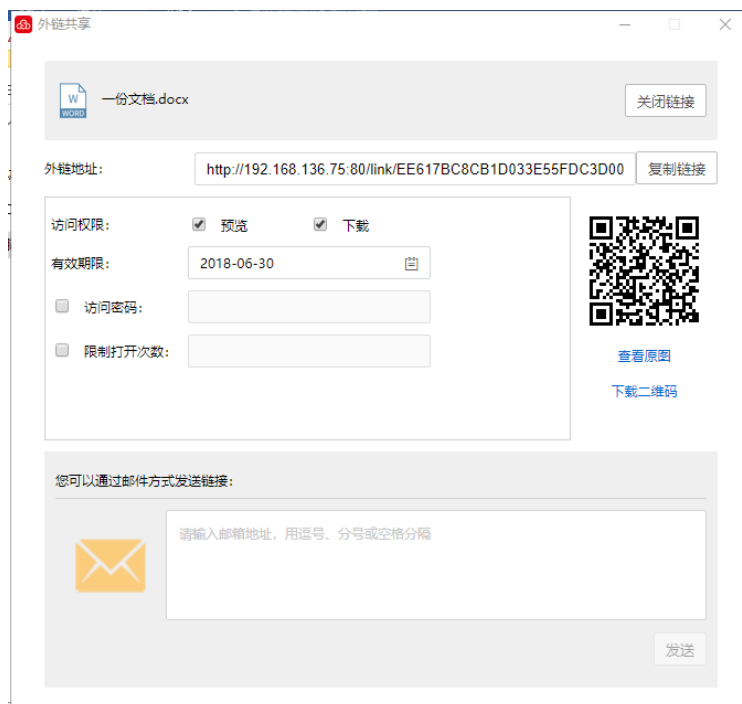 外链共享
W
WORD
一份文档.docx
关闭链接
外链地址:
http://192.168.136.75:80/link/EE617BC8CB1D033E55FDC3D00
复制链接
访问权限:
预览
下载
有效期限:
2018-06-30
访问密码:
限制打开次数:
查看原图
下载二维码
您可以通过邮件方式发送链接:
请输入邮箱地址，用逗号、分号或空格分隔
发送